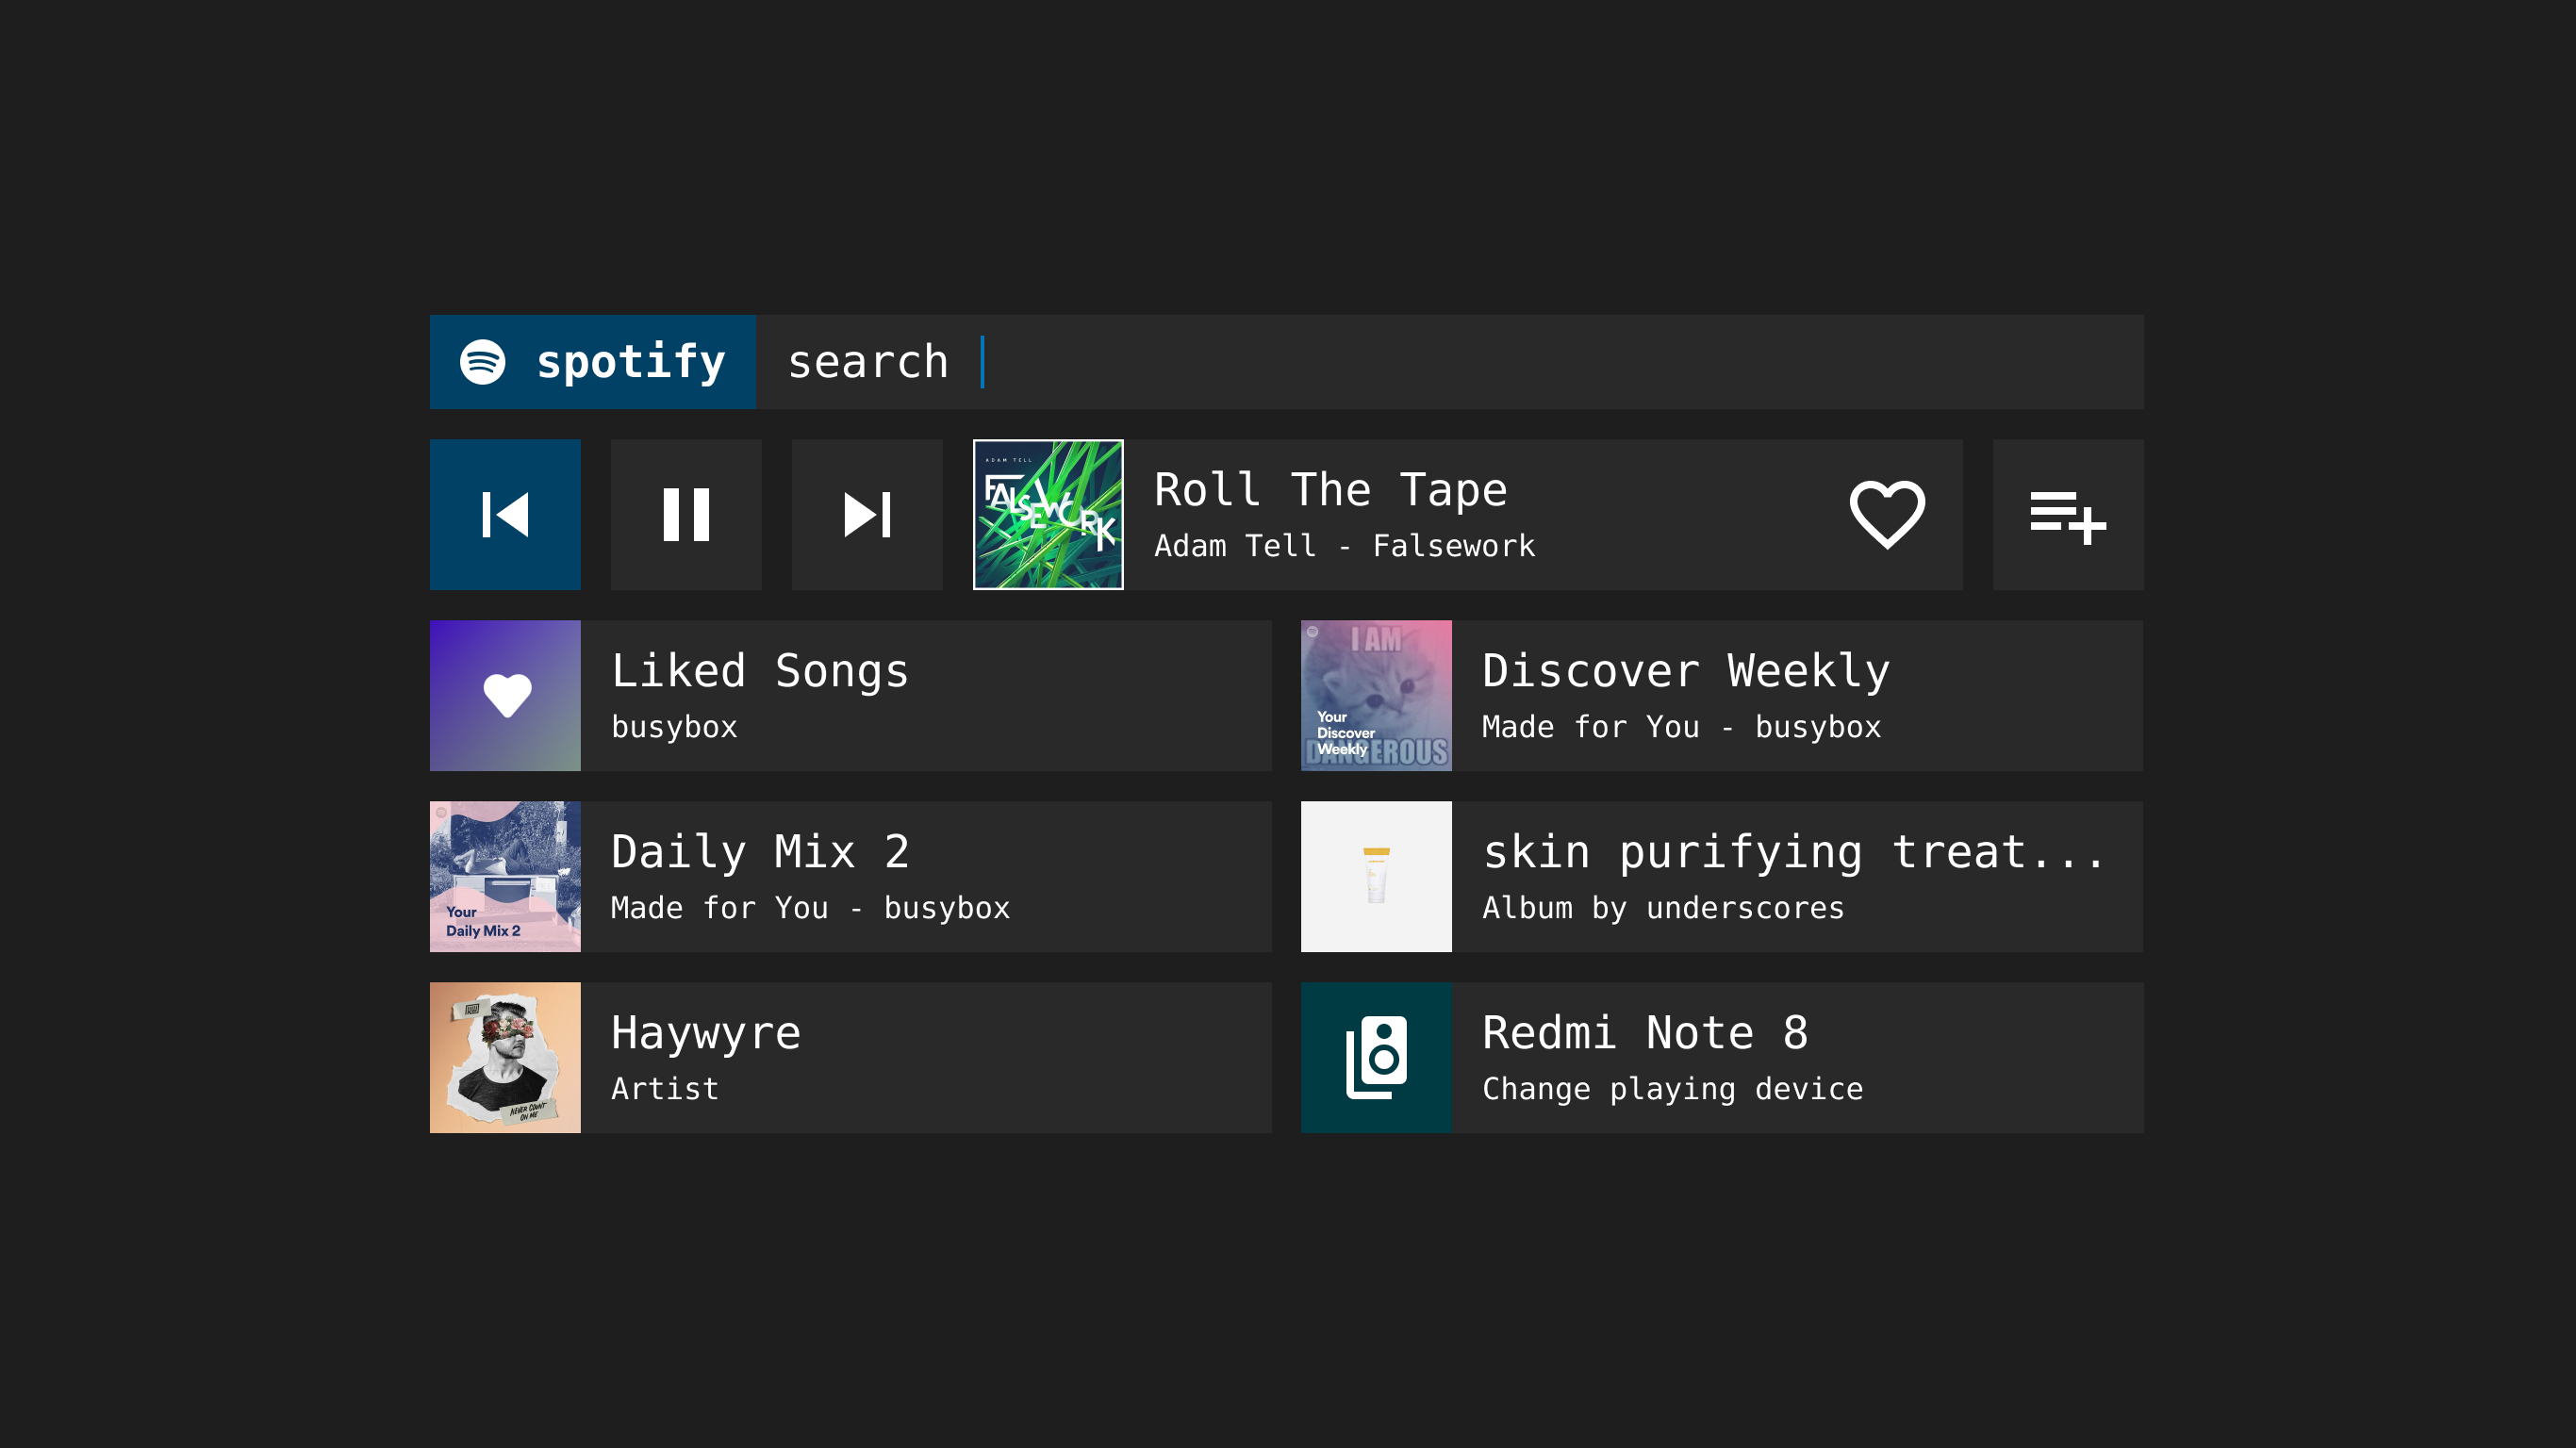 spotify search
ADAM TELL
FALSEWORK
Roll The Tape
Adam Tell - Falsework
Liked Songs
busybox
I AM
Your
Discover
Weekly
DANGEROUS
Discover Weekly
Made for You - busybox
Your
Daily Mix 2
Daily Mix 2
Made for You - busybox
skin purifying treat...
Album by underscores
NEVER COUNT
ON ME
Haywyre
Artist
Redmi Note 8
Change playing device